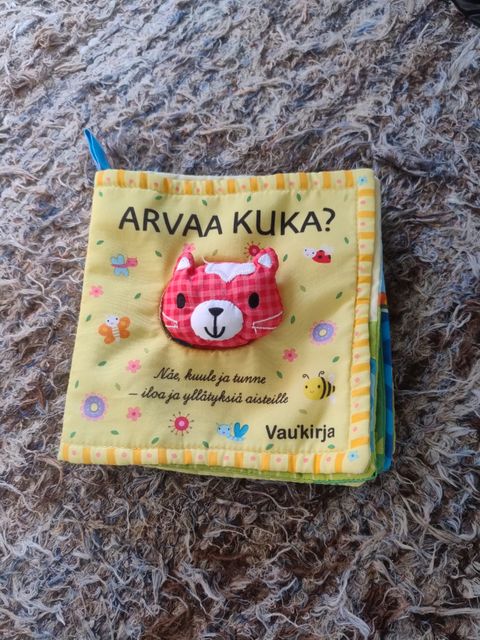 ARVAA KUKA?
Näe, kuule ja tunne
– iloa ja yllätyksiä aisteille
Vau!kirja